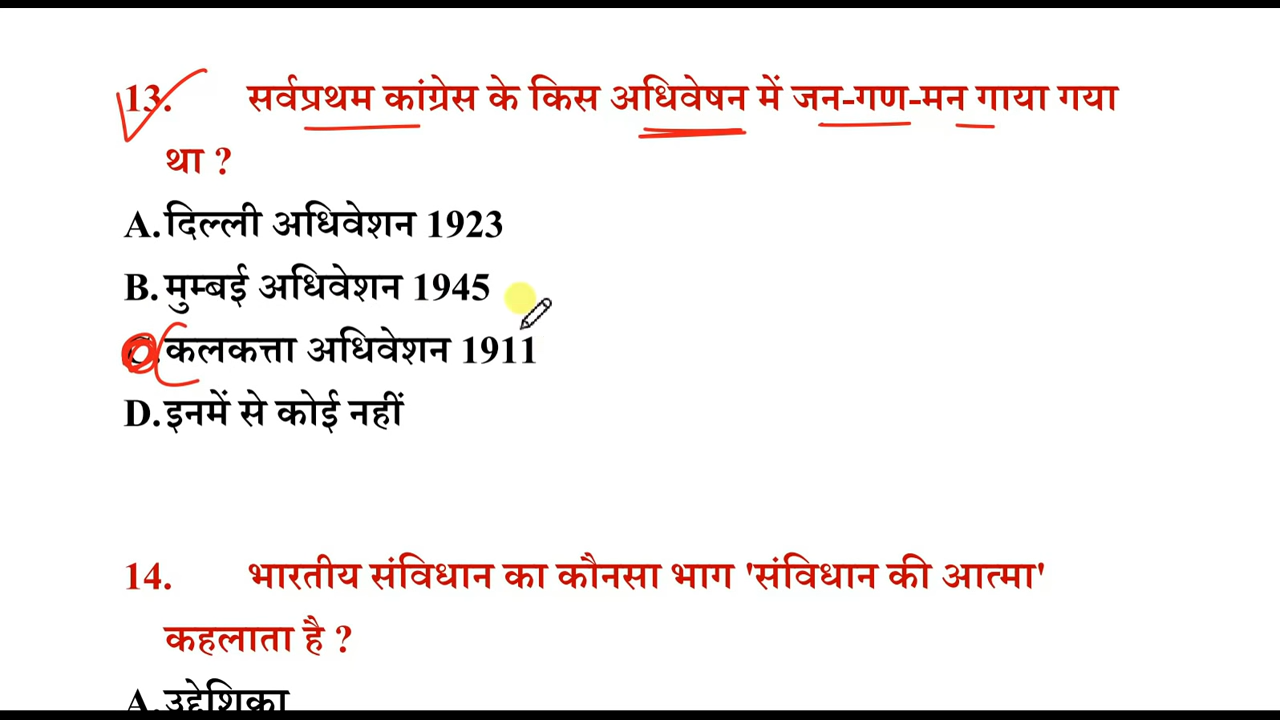 13. सर्वप्रथम कांग्रेस के किस अधिवेषन में जन-गण-मन गाया गया
था ?
A. दिल्ली अधिवेशन 1923
B. मुम्बई अधिवेशन 1945
C. कलकत्ता अधिवेशन 1911
D. इनमें से कोई नहीं
14. भारतीय संविधान का कौनसा भाग 'संविधान की आत्मा'
कहलाता है ?
A. उद्देशिका